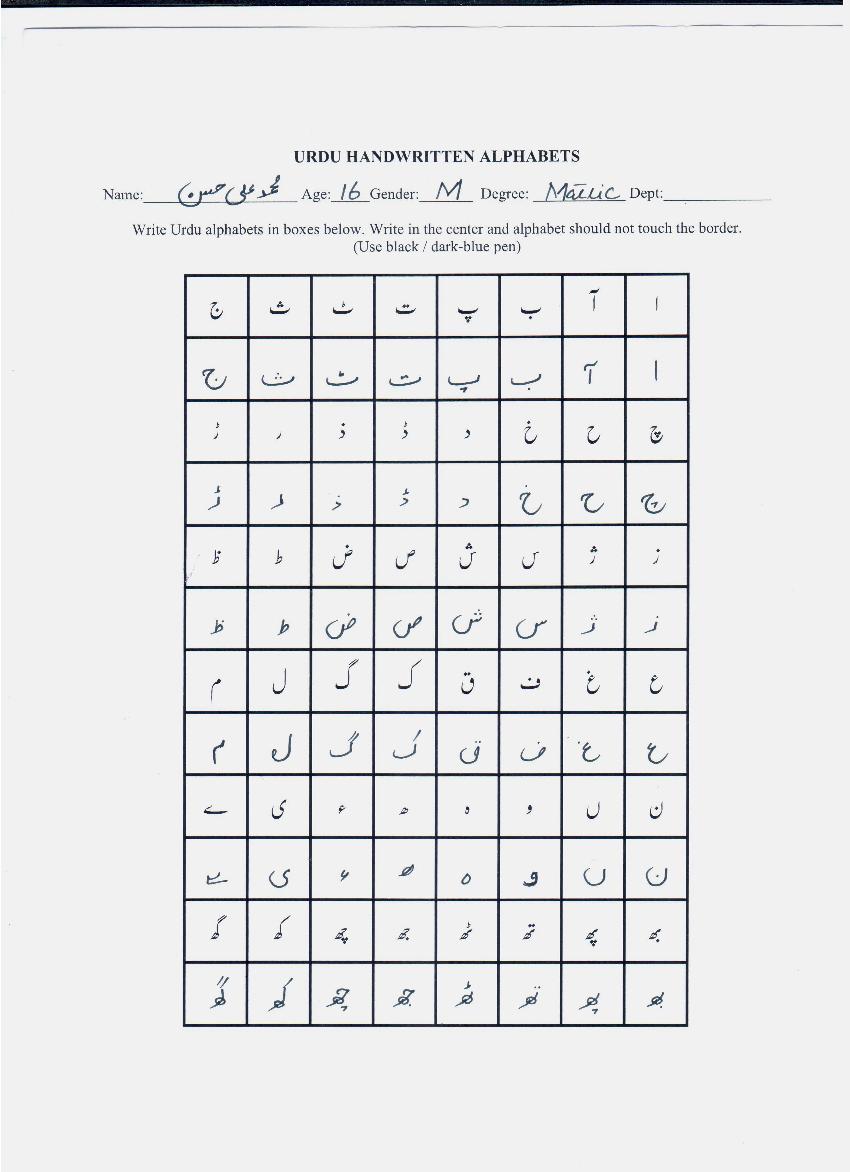 URDU HANDWRITTEN ALPHABETS
Name: محمد علی حسن Age: 16 Gender: M Degree: Matric Dept:
Write Urdu alphabets in boxes below. Write in the center and alphabet should not touch the border.
(Use black / dark-blue pen)
ا آ ب پ ت ٹ ث ج
ا آ ب پ ت ٹ ث ج
چ ح خ د ڈ ذ ر ڑ
چ ح خ د ڈ ذ ر ڑ
ز ژ س ش ص ض ط ظ
ز ژ س ش ص ض ط ظ
ع غ ف ق ک گ ل م
ع غ ف ق ک گ ل م
ن ں و ہ ھ ء ی ے
ن ں و ہ ھ ء ی ے
بھ پھ تھ ٹھ جھ چھ کھ گھ
بھ پھ تھ ٹھ جھ چھ کھ گھ